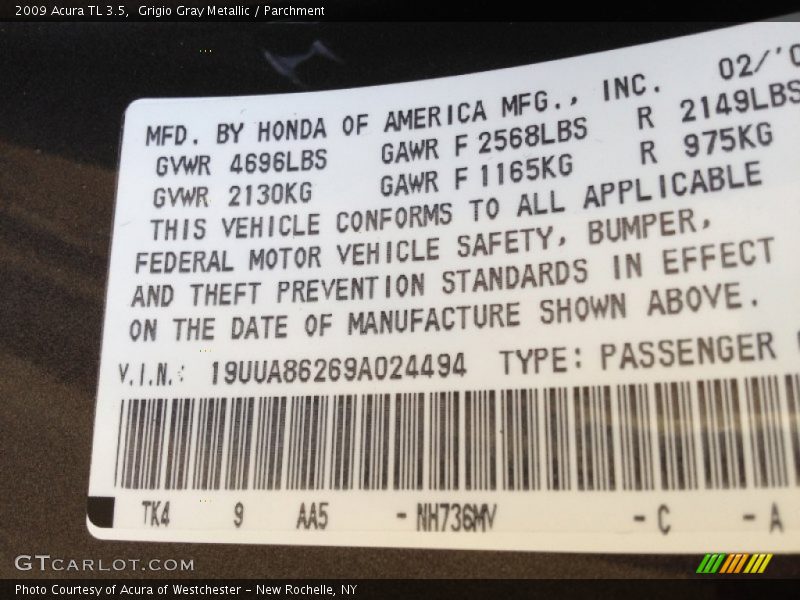 2009 Acura TL 3.5, Grigio Gray Metallic / Parchment
MFD. BY HONDA OF AMERICA MFG., INC. 02/'0
GVWR 4696LBS GAWR F 2568LBS R 2149LBS
GVWR 2130KG GAWR F 1165KG R 975KG
THIS VEHICLE CONFORMS TO ALL APPLICABLE
FEDERAL MOTOR VEHICLE SAFETY, BUMPER,
AND THEFT PREVENTION STANDARDS IN EFFECT
ON THE DATE OF MANUFACTURE SHOWN ABOVE.
V.I.N.: 19UUA86269A024494 TYPE: PASSENGER
TK4 9 AA5 - NH736MV - C - A
GTCARLOT.COM
Photo Courtesy of Acura of Westchester - New Rochelle, NY